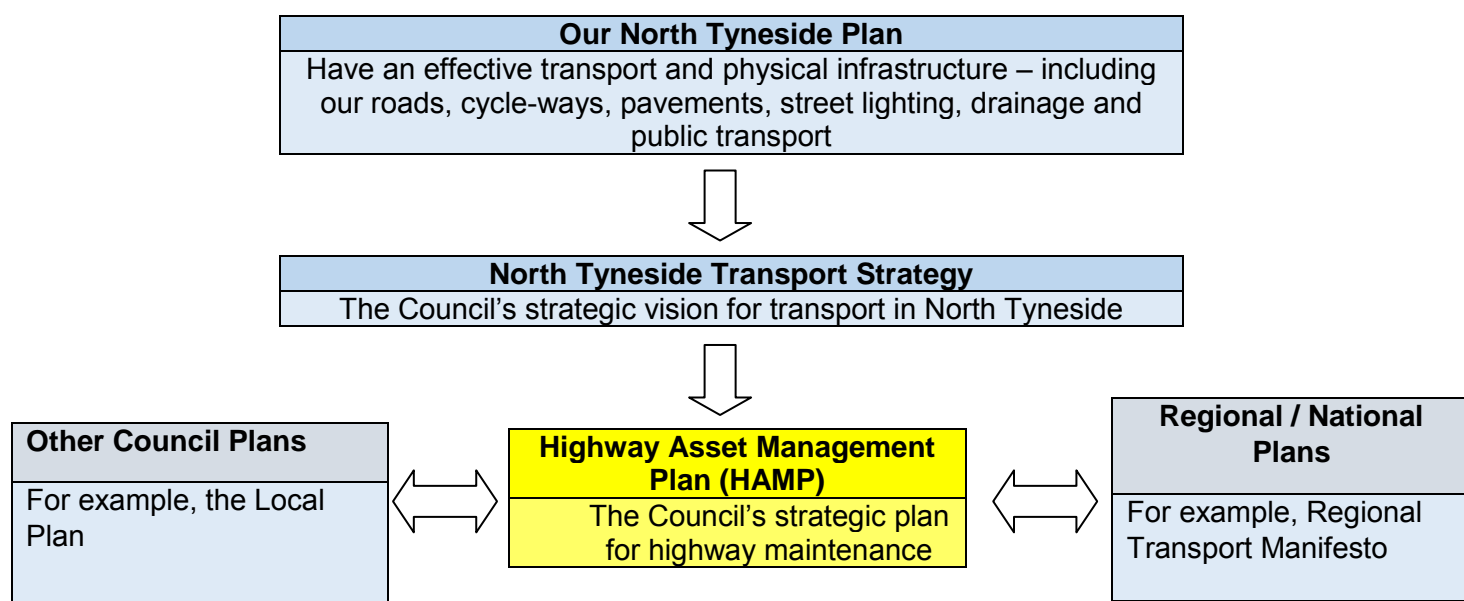 Our North Tyneside Plan
Have an effective transport and physical infrastructure – including
our roads, cycle-ways, pavements, street lighting, drainage and
public transport
North Tyneside Transport Strategy
The Council’s strategic vision for transport in North Tyneside
Other Council Plans
For example, the Local
Plan
Highway Asset Management
Plan (HAMP)
The Council’s strategic plan
for highway maintenance
Regional / National
Plans
For example, Regional
Transport Manifesto